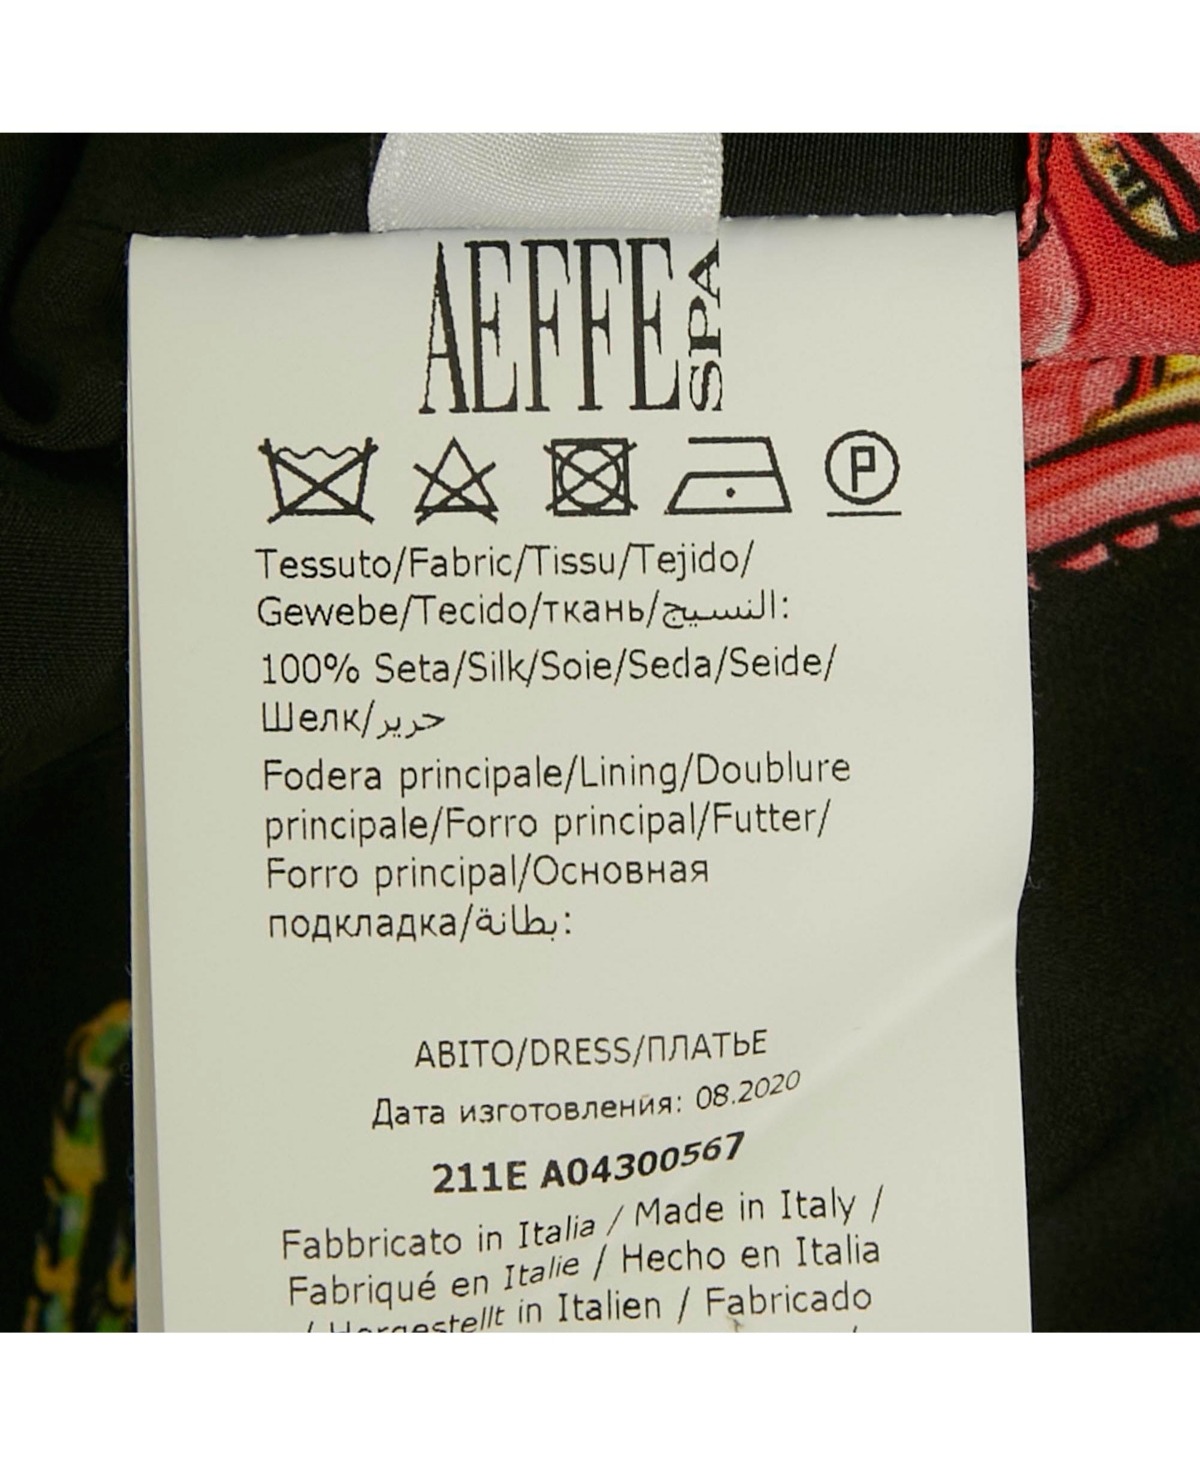 AEFFE SPA
P
Tessuto/Fabric/Tissu/Tejido/
Gewebe/Tecido/ткань/النسيج:
100% Seta/Silk/Soie/Seda/Seide/
Шелк/حرير
Fodera principale/Lining/Doublure
principale/Forro principal/Futter/
Forro principal/Основная
подкладка/بطانة:
ABITO/DRESS/ПЛАТЬЕ
Дата изготовления: 08.2020
211E A04300567
Fabbricato in Italia / Made in Italy /
Fabriqué en Italie / Hecho en Italia
/ Hergestellt in Italien / Fabricado